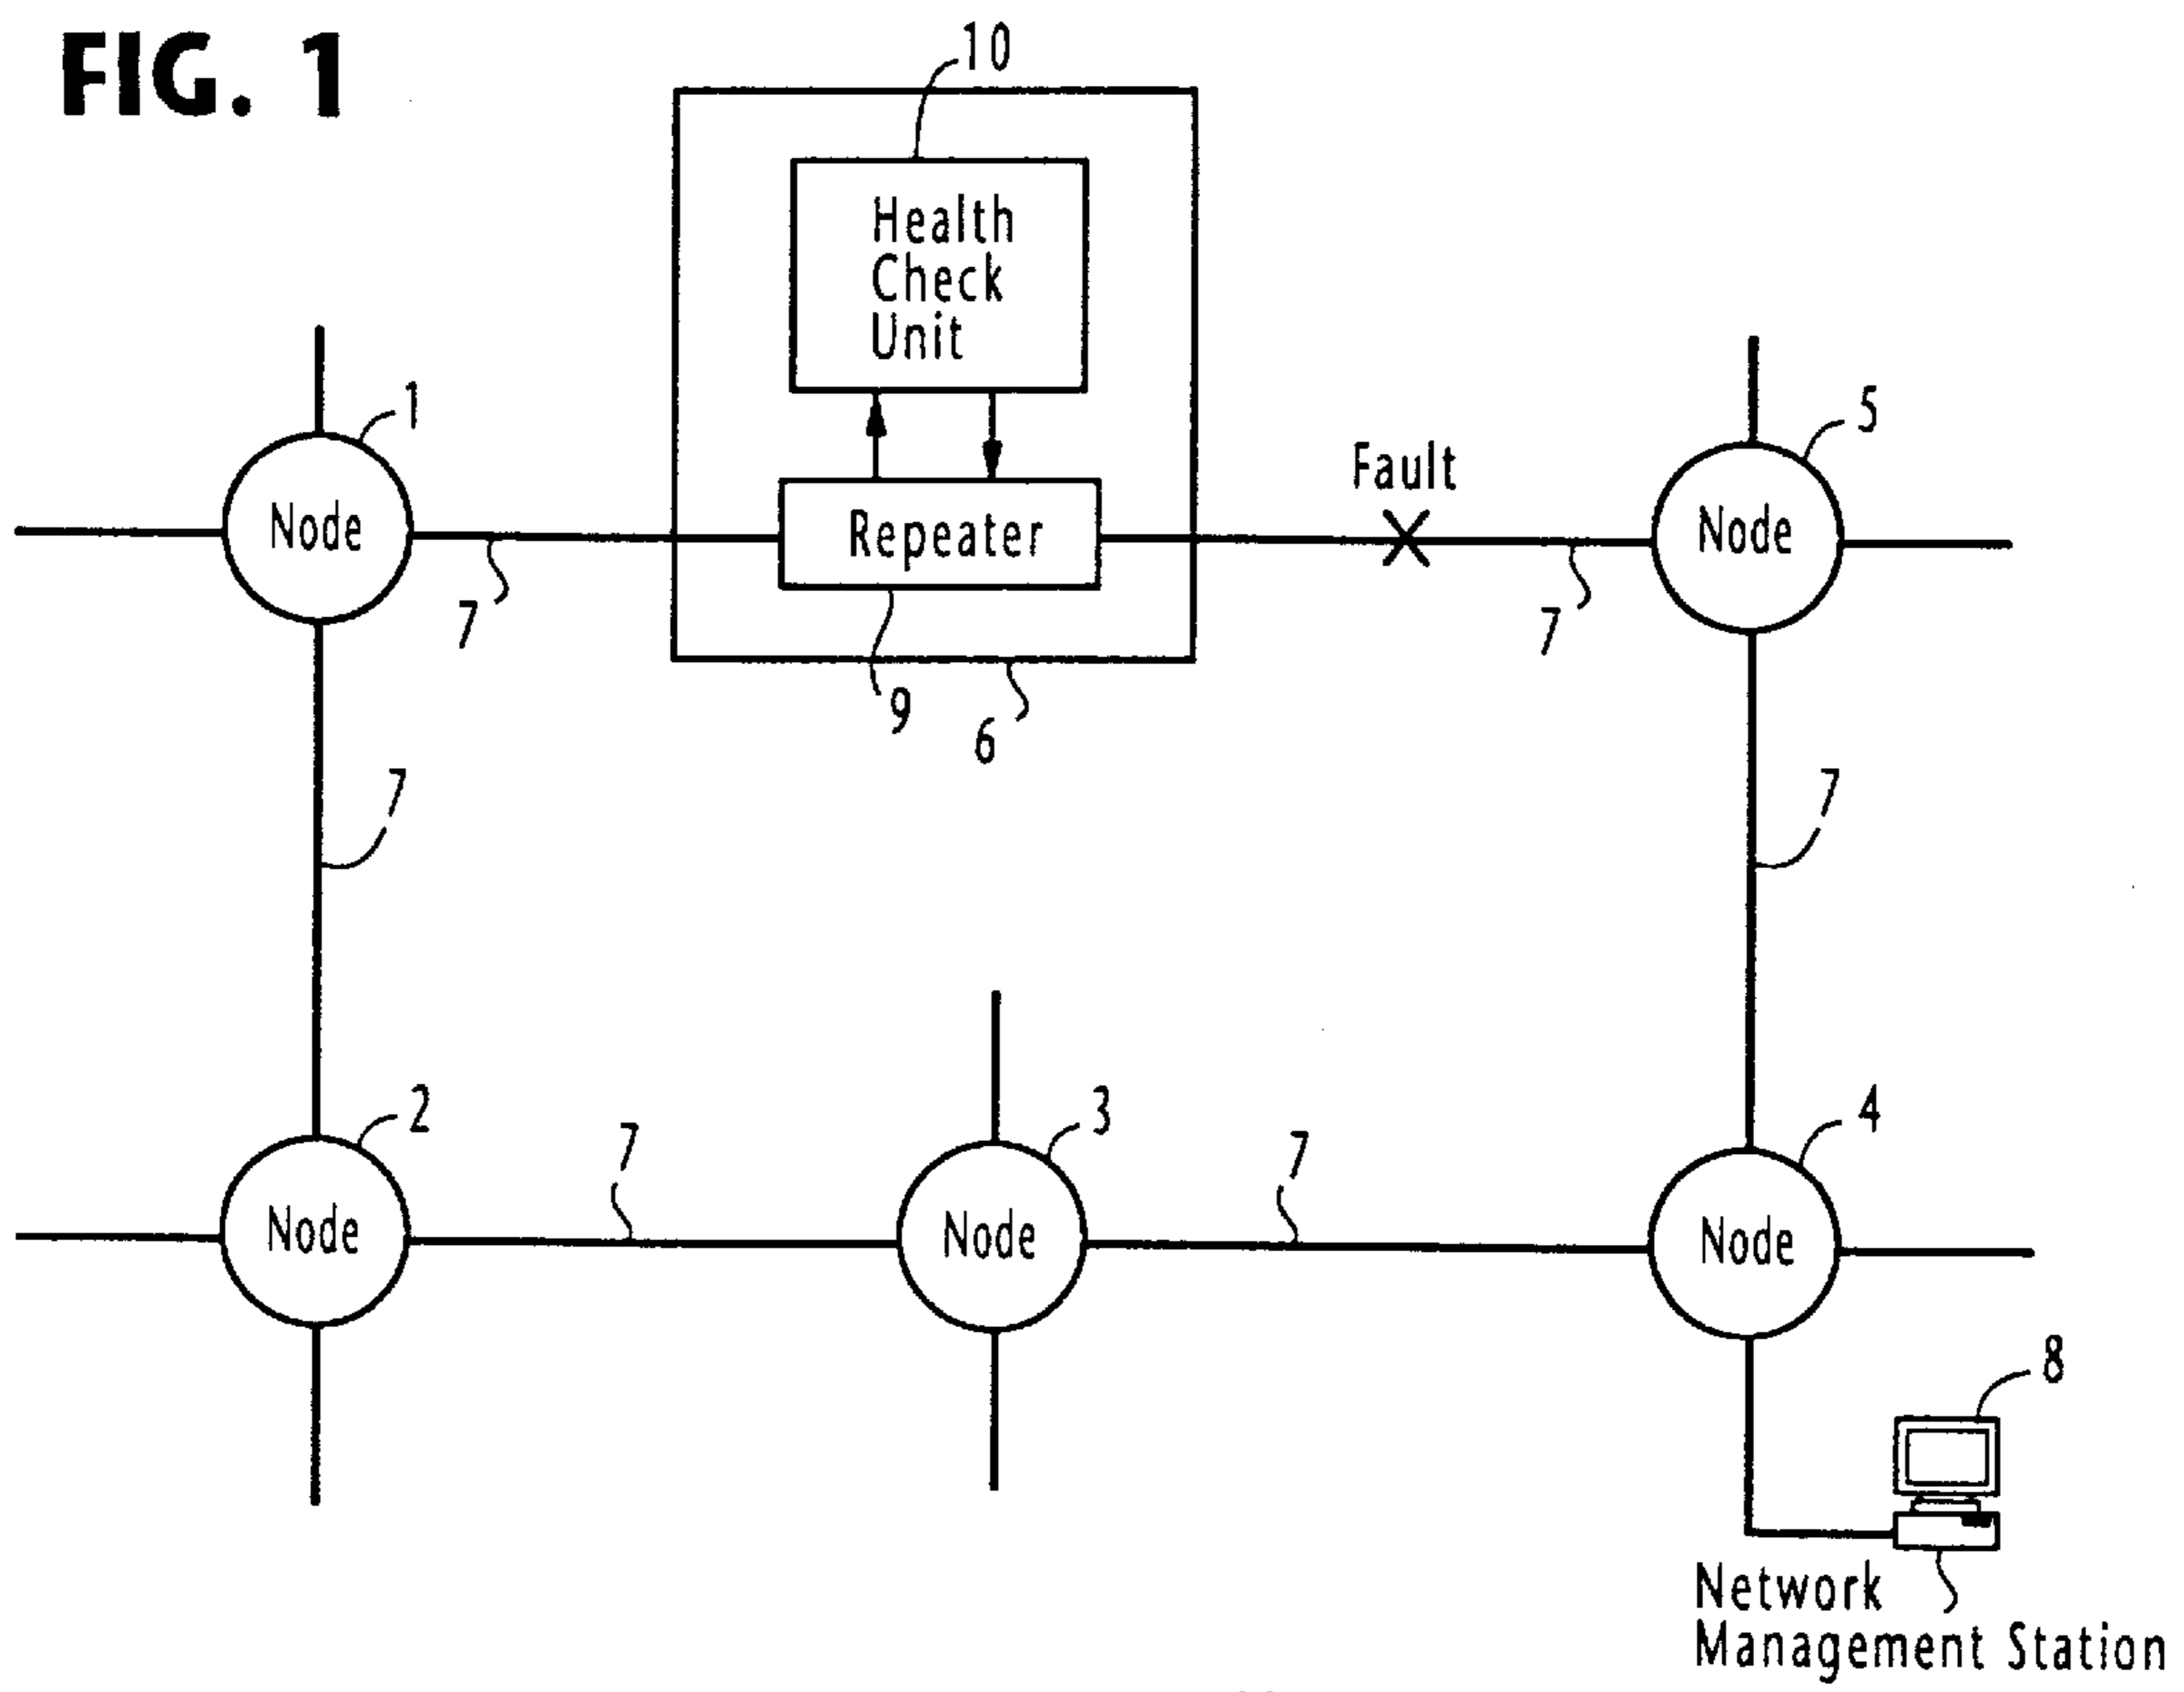 FIG. 1
10
Health
Check
Unit
1
5
Fault
Node
Repeater
Node
7
7
9
6
7
7
2
3
4
7
7
Node
Node
Node
8
Network
Management Station